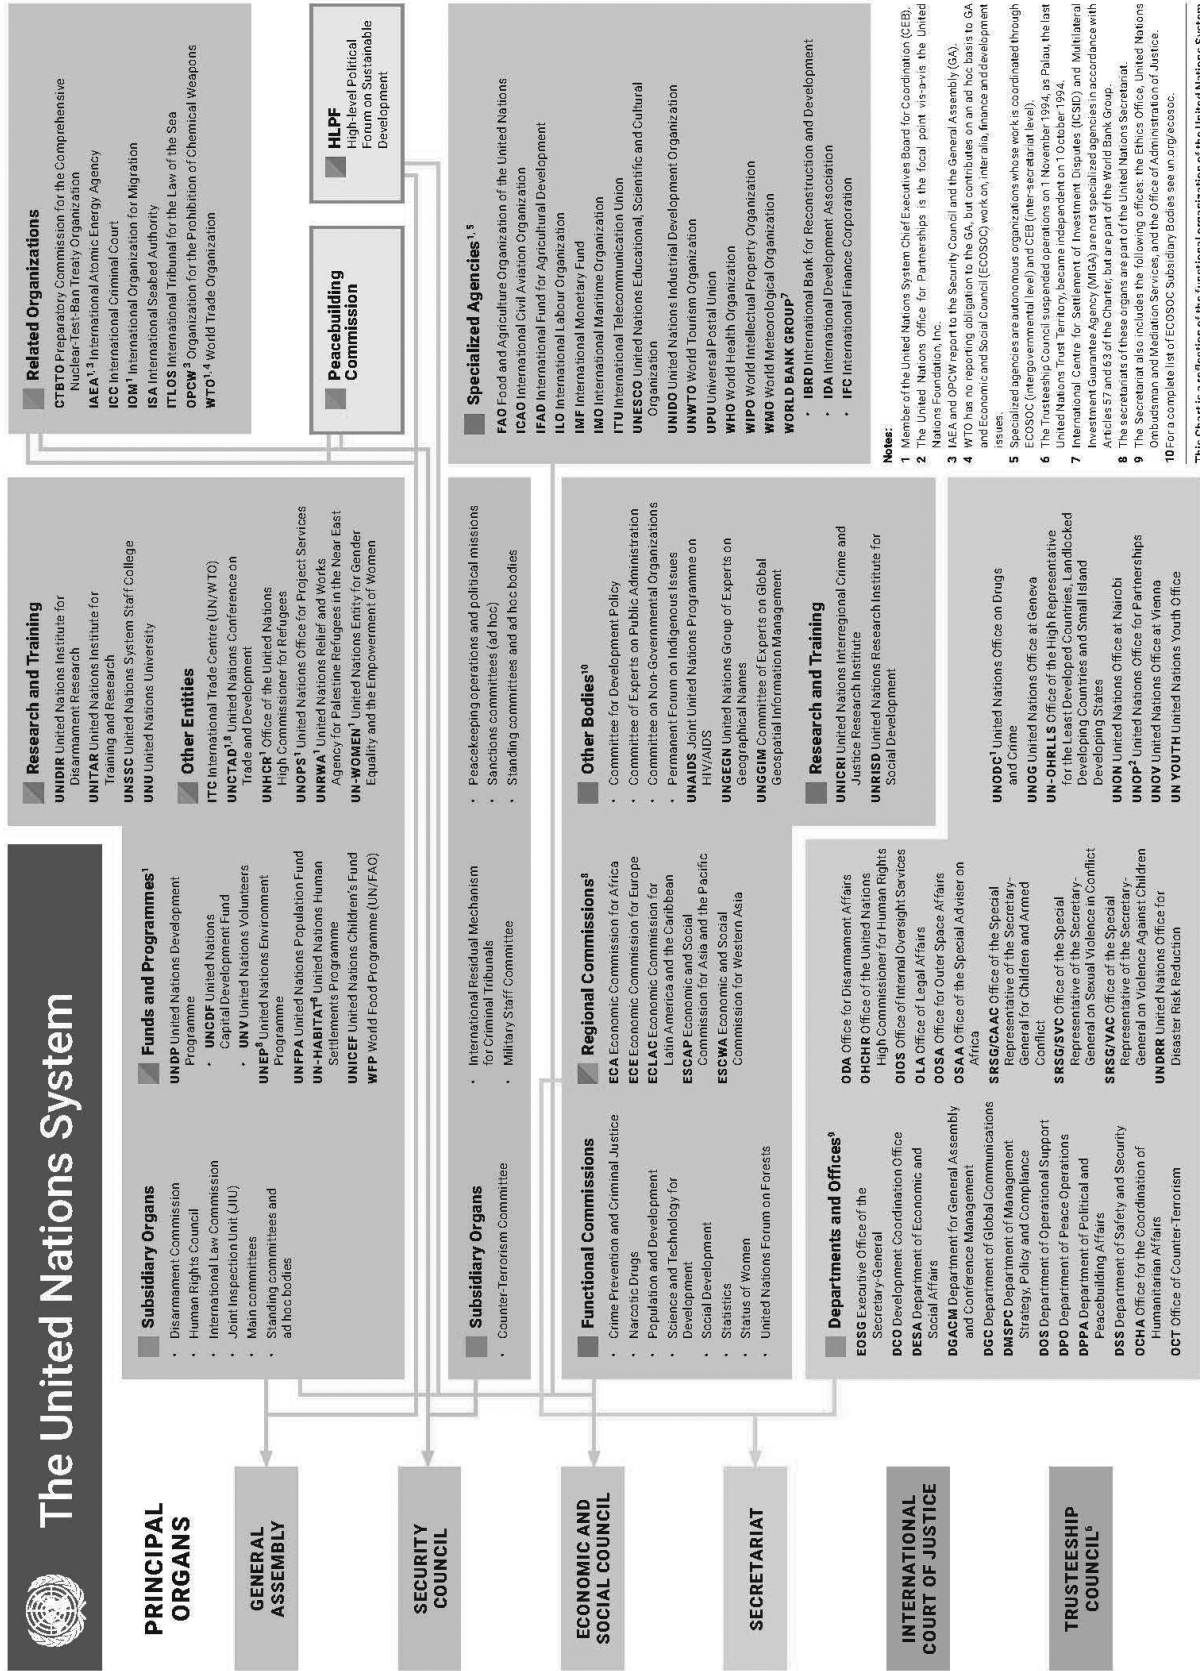 The United Nations System
PRINCIPAL
ORGANS
GENERAL
ASSEMBLY
SECURITY
COUNCIL
ECONOMIC AND
SOCIAL COUNCIL
SECRETARIAT
INTERNATIONAL
COURT OF JUSTICE
TRUSTEESHIP
COUNCIL⁶
Subsidiary Organs
• Disarmament Commission
• Human Rights Council
• International Law Commission
• Joint Inspection Unit (JIU)
• Main committees
• Standing committees and
ad hoc bodies
Funds and Programmes¹
UNDP United Nations Development
Programme
• UNCDF United Nations
Capital Development Fund
• UNV United Nations Volunteers
UNEP⁸ United Nations Environment
Programme
UNFPA United Nations Population Fund
UN-HABITAT⁸ United Nations Human
Settlements Programme
UNICEF United Nations Children's Fund
WFP World Food Programme (UN/FAO)
Research and Training
UNIDIR United Nations Institute for
Disarmament Research
UNITAR United Nations Institute for
Training and Research
UNSSC United Nations System Staff College
UNU United Nations University
Other Entities
ITC International Trade Centre (UN/WTO)
UNCTAD¹,⁸ United Nations Conference on
Trade and Development
UNHCR¹ Office of the United Nations
High Commissioner for Refugees
UNOPS¹ United Nations Office for Project Services
UNRWA¹ United Nations Relief and Works
Agency for Palestine Refugees in the Near East
UN-WOMEN¹ United Nations Entity for Gender
Equality and the Empowerment of Women
Related Organizations
CTBTO Preparatory Commission for the Comprehensive
Nuclear-Test-Ban Treaty Organization
IAEA¹,³ International Atomic Energy Agency
ICC International Criminal Court
IOM¹ International Organization for Migration
ISA International Seabed Authority
ITLOS International Tribunal for the Law of the Sea
OPCW³ Organization for the Prohibition of Chemical Weapons
WTO¹,⁴ World Trade Organization
Peacebuilding
Commission
HLPF
High-level Political
Forum on Sustainable
Development
Subsidiary Organs
• Counter-Terrorism Committee
• International Residual Mechanism
for Criminal Tribunals
• Military Staff Committee
• Peacekeeping operations and political missions
• Sanctions committees (ad hoc)
• Standing committees and ad hoc bodies
Functional Commissions
• Crime Prevention and Criminal Justice
• Narcotic Drugs
• Population and Development
• Science and Technology for
Development
• Social Development
• Statistics
• Status of Women
• United Nations Forum on Forests
Regional Commissions⁸
ECA Economic Commission for Africa
ECE Economic Commission for Europe
ECLAC Economic Commission for
Latin America and the Caribbean
ESCAP Economic and Social
Commission for Asia and the Pacific
ESCWA Economic and Social
Commission for Western Asia
Other Bodies¹⁰
• Committee for Development Policy
• Committee of Experts on Public Administration
• Committee on Non-Governmental Organizations
• Permanent Forum on Indigenous Issues
UNAIDS Joint United Nations Programme on
HIV/AIDS
UNGEGN United Nations Group of Experts on
Geographical Names
UNGGIM Committee of Experts on Global
Geospatial Information Management
Research and Training
UNICRI United Nations Interregional Crime and
Justice Research Institute
UNRISD United Nations Research Institute for
Social Development
Specialized Agencies¹,⁵
FAO Food and Agriculture Organization of the United Nations
ICAO International Civil Aviation Organization
IFAD International Fund for Agricultural Development
ILO International Labour Organization
IMF International Monetary Fund
IMO International Maritime Organization
ITU International Telecommunication Union
UNESCO United Nations Educational, Scientific and Cultural
Organization
UNIDO United Nations Industrial Development Organization
UNWTO World Tourism Organization
UPU Universal Postal Union
WHO World Health Organization
WIPO World Intellectual Property Organization
WMO World Meteorological Organization
WORLD BANK GROUP⁷
• IBRD International Bank for Reconstruction and Development
• IDA International Development Association
• IFC International Finance Corporation
Departments and Offices⁹
EOSG Executive Office of the
Secretary-General
DCO Development Coordination Office
DESA Department of Economic and
Social Affairs
DGACM Department for General Assembly
and Conference Management
DGC Department of Global Communications
DMSPC Department of Management
Strategy, Policy and Compliance
DOS Department of Operational Support
DPO Department of Peace Operations
DPPA Department of Political and
Peacebuilding Affairs
DSS Department of Safety and Security
OCHA Office for the Coordination of
Humanitarian Affairs
OCT Office of Counter-Terrorism
ODA Office for Disarmament Affairs
OHCHR Office of the United Nations
High Commissioner for Human Rights
OIOS Office of Internal Oversight Services
OLA Office of Legal Affairs
OOSA Office for Outer Space Affairs
OSAA Office of the Special Adviser on
Africa
SRSG/CAAC Office of the Special
Representative of the Secretary-
General for Children and Armed
Conflict
SRSG/SVC Office of the Special
Representative of the Secretary-
General on Sexual Violence in Conflict
SRSG/VAC Office of the Special
Representative of the Secretary-
General on Violence Against Children
UNDRR United Nations Office for
Disaster Risk Reduction
UNODC¹ United Nations Office on Drugs
and Crime
UNOG United Nations Office at Geneva
UN-OHRLLS Office of the High Representative
for the Least Developed Countries, Landlocked
Developing Countries and Small Island
Developing States
UNON United Nations Office at Nairobi
UNOP² United Nations Office for Partnerships
UNOV United Nations Office at Vienna
UN YOUTH United Nations Youth Office
Notes:
1 Member of the United Nations System Chief Executives Board for Coordination (CEB).
2 The United Nations Office for Partnerships is the focal point vis-a-vis the United
Nations Foundation, Inc.
3 IAEA and OPCW report to the Security Council and the General Assembly (GA).
4 WTO has no reporting obligation to the GA, but contributes on an ad hoc basis to GA
and Economic and Social Council (ECOSOC) work on, inter alia, finance and development
issues.
5 Specialized agencies are autonomous organizations whose work is coordinated through
ECOSOC (intergovernmental level) and CEB (inter-secretariat level).
6 The Trusteeship Council suspended operations on 1 November 1994, as Palau, the last
United Nations Trust Territory, became independent on 1 October 1994.
7 International Centre for Settlement of Investment Disputes (ICSID) and Multilateral
Investment Guarantee Agency (MIGA) are not specialized agencies in accordance with
Articles 57 and 63 of the Charter, but are part of the World Bank Group.
8 The secretariats of these organs are part of the United Nations Secretariat.
9 The Secretariat also includes the following offices: the Ethics Office, United Nations
Ombudsman and Mediation Services, and the Office of Administration of Justice.
10 For a complete list of ECOSOC Subsidiary Bodies see un.org/ecosoc.
This Chart is a reflection of the functional organization of the United Nations System